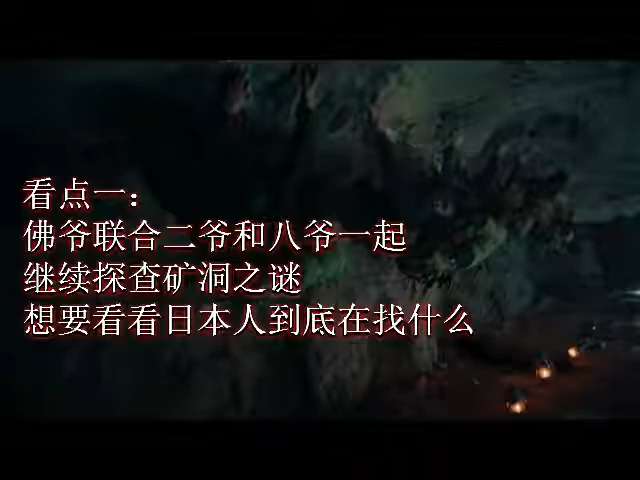 看点一：
佛爷联合二爷和八爷一起
继续探查矿洞之谜
想要看看日本人到底在找什么